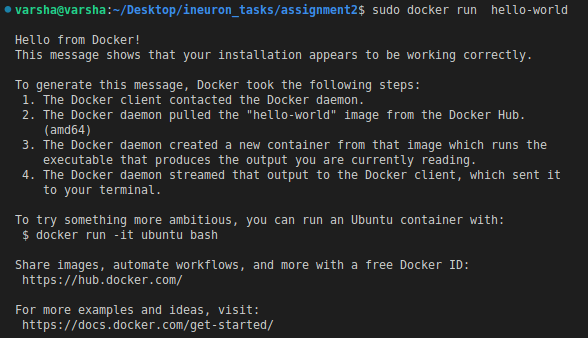 varsha@varsha:~/Desktop/ineuron_tasks/assignment2$ sudo docker run  hello-world

Hello from Docker!
This message shows that your installation appears to be working correctly.

To generate this message, Docker took the following steps:
 1. The Docker client contacted the Docker daemon.
 2. The Docker daemon pulled the "hello-world" image from the Docker Hub.
    (amd64)
 3. The Docker daemon created a new container from that image which runs the
    executable that produces the output you are currently reading.
 4. The Docker daemon streamed that output to the Docker client, which sent it
    to your terminal.

To try something more ambitious, you can run an Ubuntu container with:
 $ docker run -it ubuntu bash

Share images, automate workflows, and more with a free Docker ID:
 https://hub.docker.com/

For more examples and ideas, visit:
 https://docs.docker.com/get-started/